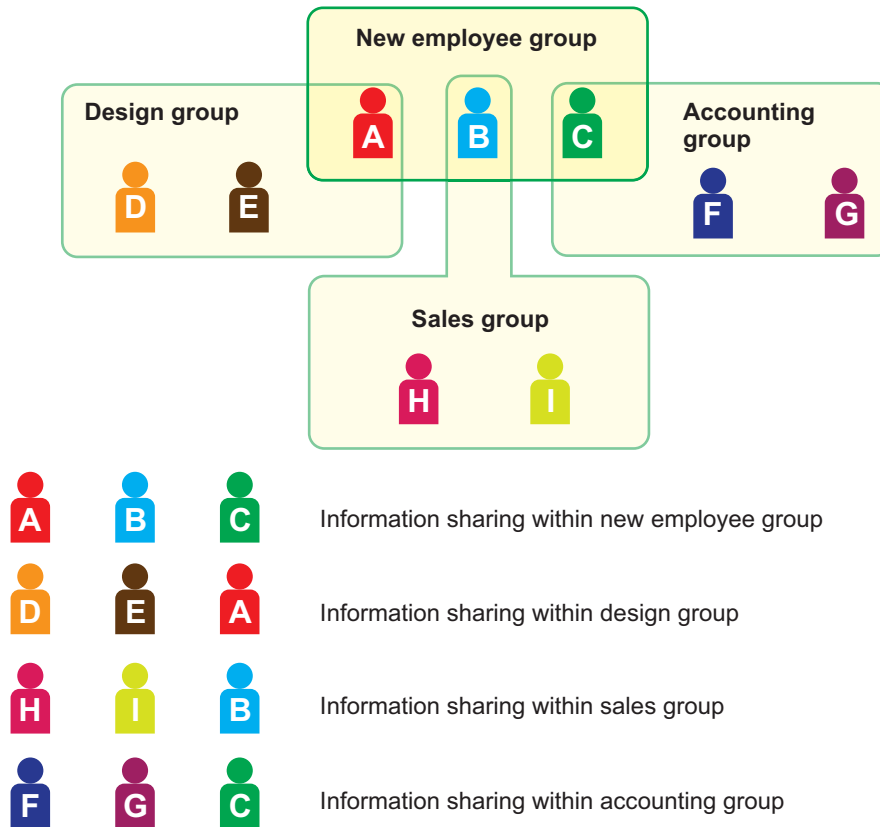 New employee group
Design group
A
B
C
Accounting
group
D
E
F
G
Sales group
H
I
A B C Information sharing within new employee group
D E A Information sharing within design group
H I B Information sharing within sales group
F G C Information sharing within accounting group